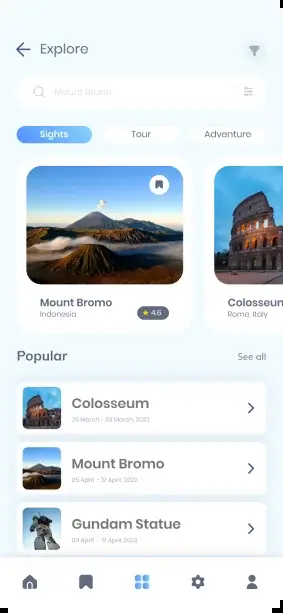 Explore
Mount Bromo
Sights
Tour
Adventure
Mount Bromo
Indonesia
4.6
Colosseum
Rome, Italy
Popular
See all
Colosseum
25 March - 29 March, 2022
Mount Bromo
05 April - 12 April, 2022
Gundam Statue
09 April - 17 April, 2022